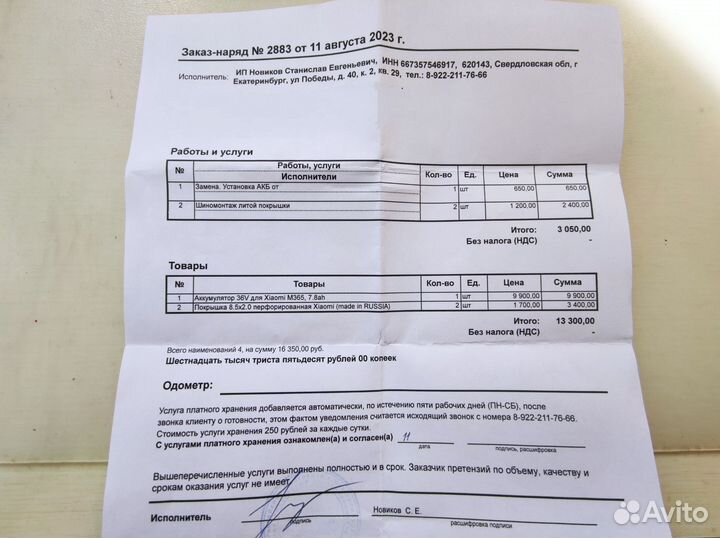 Заказ-наряд № 2883 от 11 августа 2023 г.
Исполнитель: ИП Новиков Станислав Евгеньевич, ИНН 667357546917, 620143, Свердловская обл, г
Екатеринбург, ул Победы, д. 40, к. 2, кв. 29, тел.: 8-922-211-76-66
Работы и услуги
№ Работы, услуги Кол-во Ед. Цена Сумма
Исполнители
1 Замена. Установка АКБ от 1 шт 650,00 650,00
2 Шиномонтаж литой покрышки 2 шт 1 200,00 2 400,00
Итого: 3 050,00
Без налога (НДС) -
Товары
№ Товары Кол-во Ед. Цена Сумма
1 Аккумулятор 36V для Xiaomi M365, 7.8ah 1 шт 9 900,00 9 900,00
2 Покрышка 8.5x2.0 перфорированная Xiaomi (made in RUSSIA) 2 шт 1 700,00 3 400,00
Итого: 13 300,00
Без налога (НДС) -
Всего наименований 4, на сумму 16 350,00 руб.
Шестнадцать тысяч триста пятьдесят рублей 00 копеек
Одометр:
Услуга платного хранения добавляется автоматически, по истечению пяти рабочих дней (ПН-СБ), после
звонка клиенту о готовности, этом фактом уведомления считается исходящий звонок с номера 8-922-211-76-66.
Стоимость услуги хранения 250 рублей за каждые сутки.
С услугами платного хранения ознакомлен(а) и согласен(а) 11
дата подпись, расшифровка
Вышеперечисленные услуги выполнены полностью и в срок. Заказчик претензий по объему, качеству и
срокам оказания услуг не имеет.
Исполнитель Новиков С. Е.
подпись расшифровка подписи
Avito